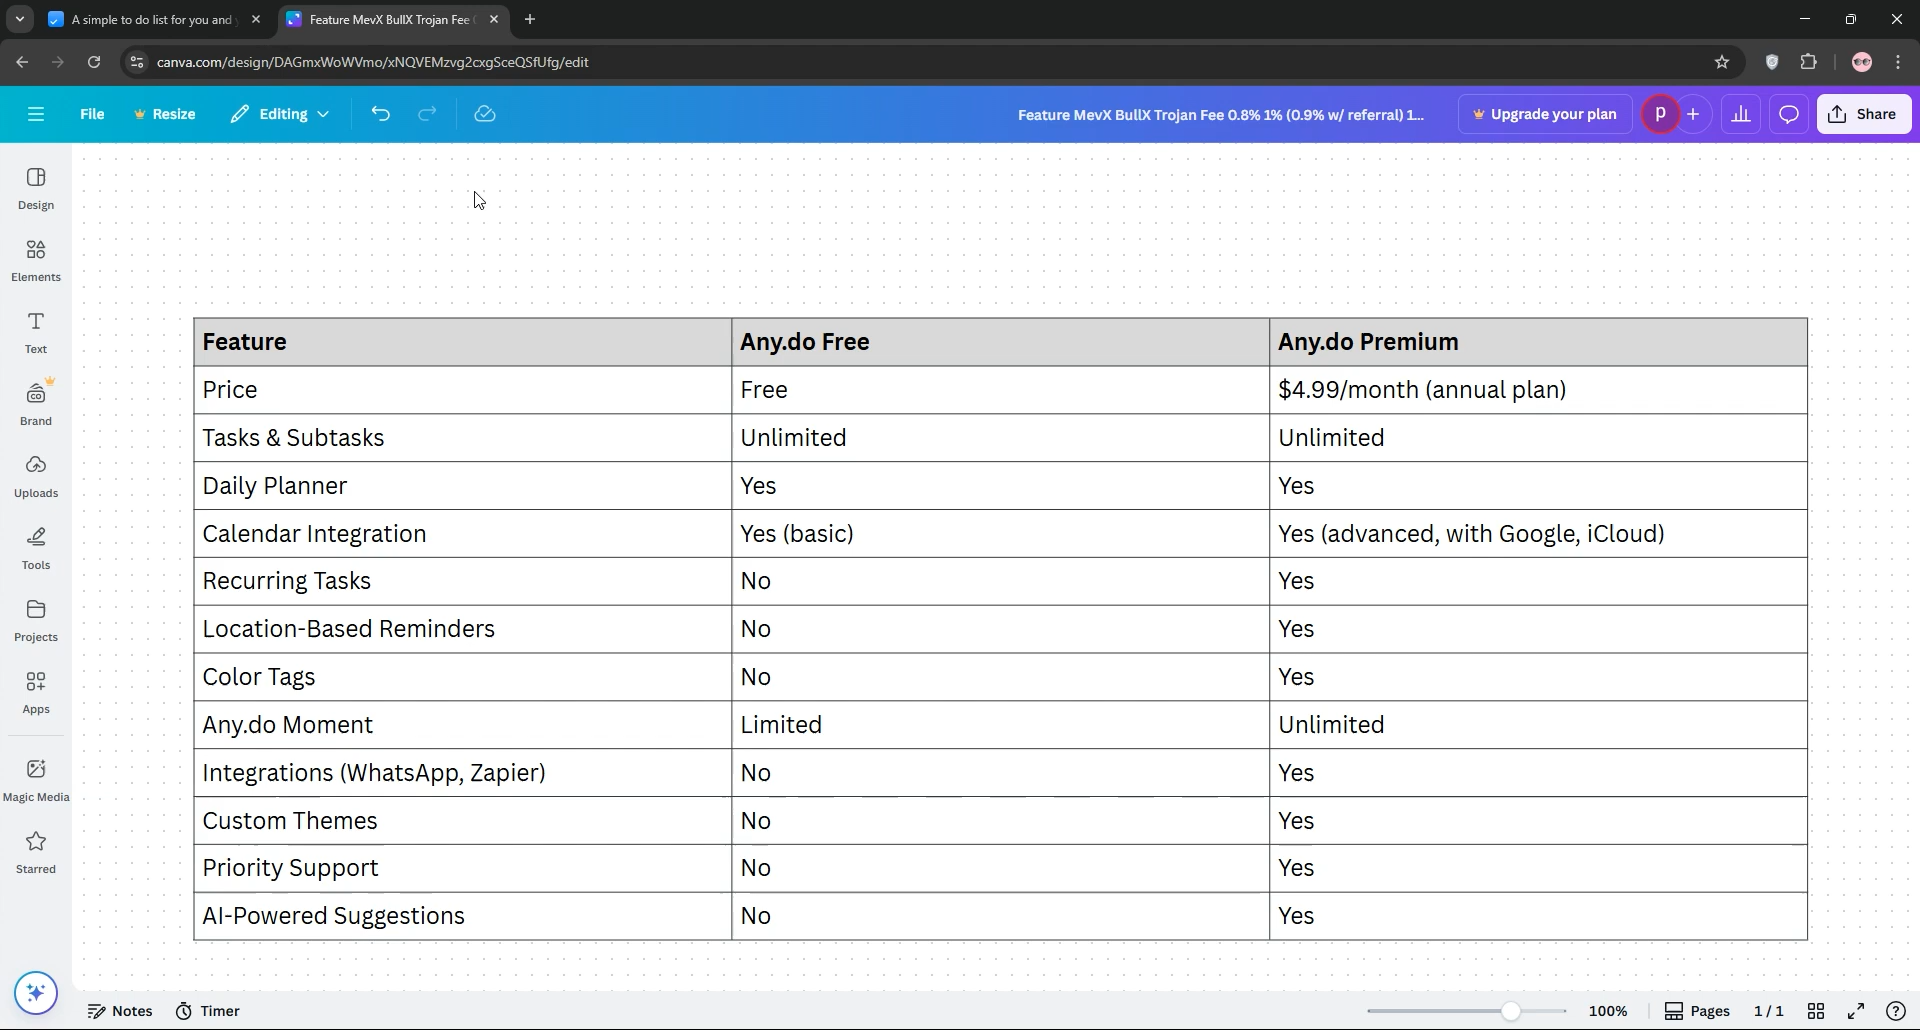 A simple to do list for you and
Feature MevX BullX Trojan Fee
canva.com/design/DAGmxWoWVmo/xNQVEMzvg2cxgSceQSfUfg/edit
File
Resize
Editing
Feature MevX BullX Trojan Fee 0.8% 1% (0.9% w/ referral) 1...
Upgrade your plan
P
Share
Design
Elements
Text
Brand
Uploads
Tools
Projects
Apps
Magic Media
Starred
Feature Any.do Free Any.do Premium
Price Free $4.99/month (annual plan)
Tasks & Subtasks Unlimited Unlimited
Daily Planner Yes Yes
Calendar Integration Yes (basic) Yes (advanced, with Google, iCloud)
Recurring Tasks No Yes
Location-Based Reminders No Yes
Color Tags No Yes
Any.do Moment Limited Unlimited
Integrations (WhatsApp, Zapier) No Yes
Custom Themes No Yes
Priority Support No Yes
AI-Powered Suggestions No Yes
Notes
Timer
100%
Pages
1 / 1